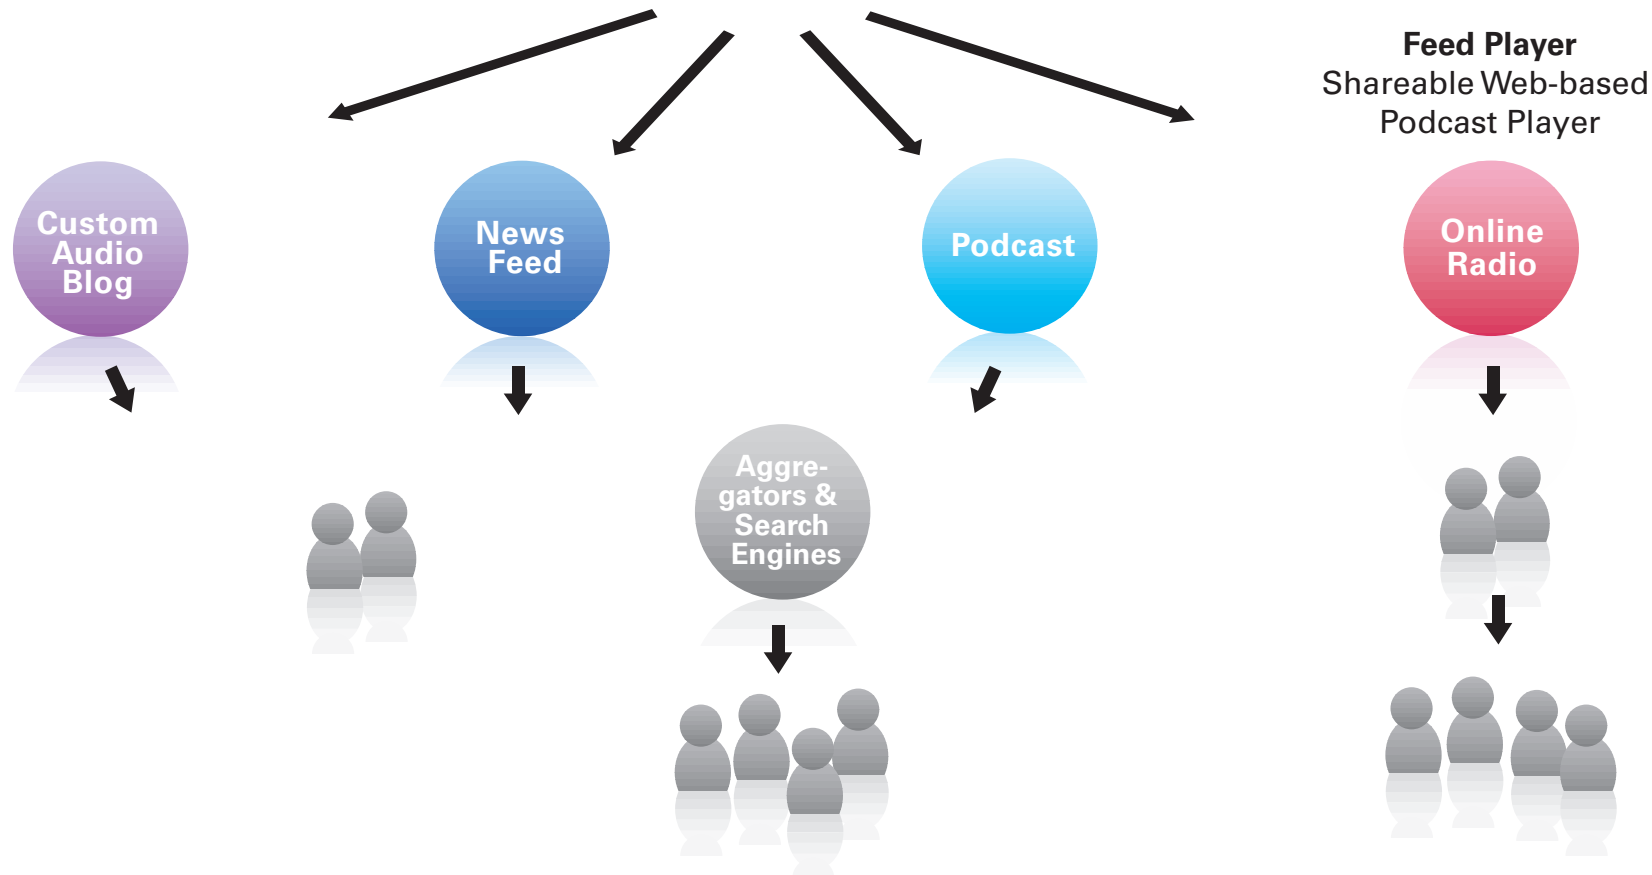 Feed Player
Shareable Web-based
Podcast Player
Custom
Audio
Blog
News
Feed
Podcast
Online
Radio
Aggre-
gators &
Search
Engines